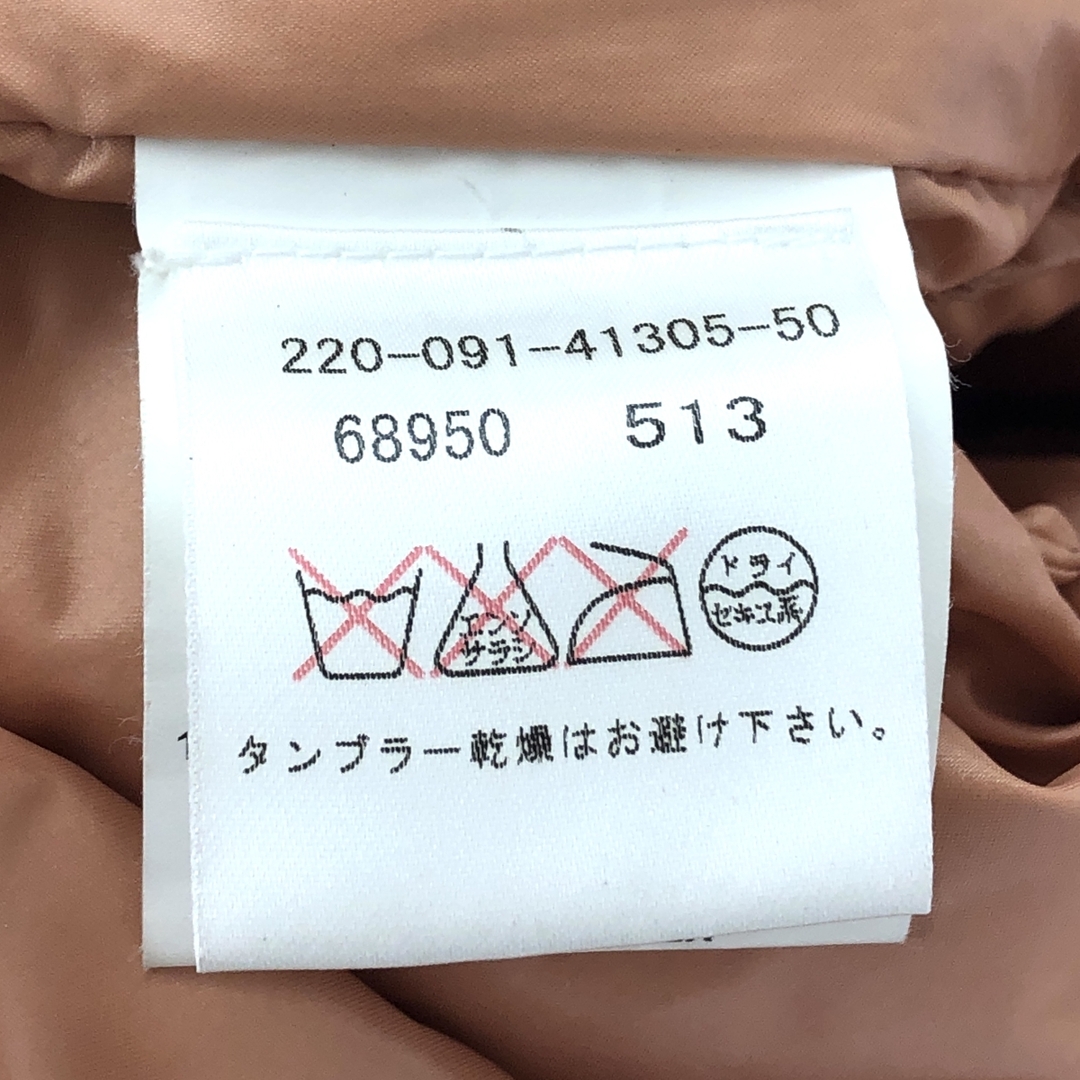 220-091-41305-50
68950 513
エンソ
サラシ
ドライ
セキユ系
タンブラー乾燥はお避け下さい。